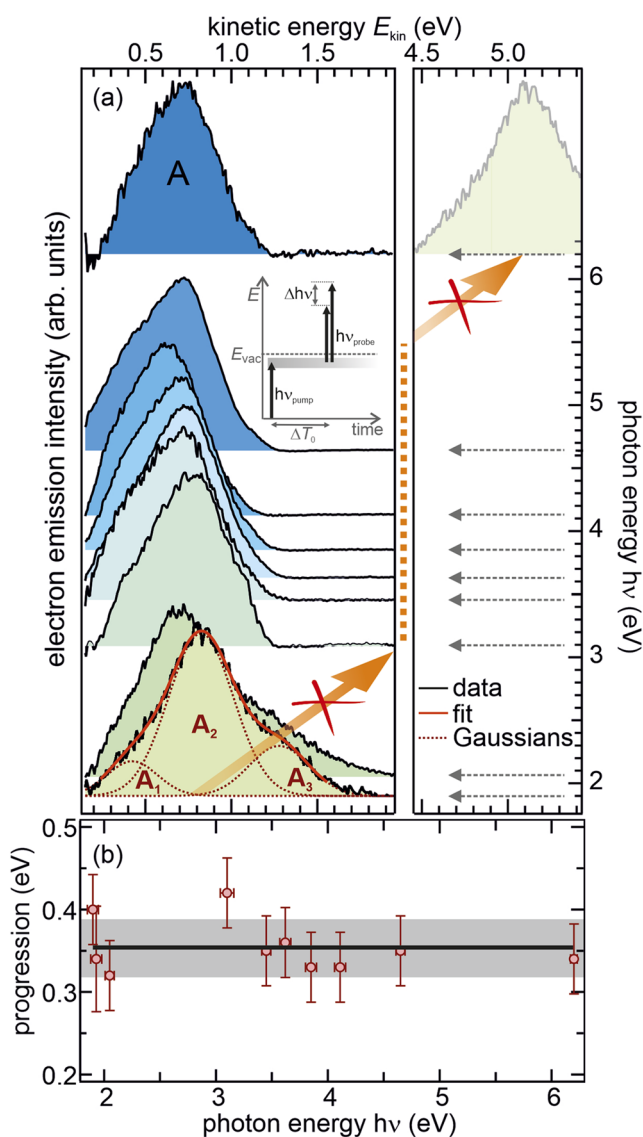 kinetic energy E_kin (eV)
0.5 1.0 1.5 4.5 5.0
(a)
A
6
E
Δhν
hν_probe
E_vac
hν_pump
ΔT_0
time
5
4
3
2
electron emission intensity (arb. units)
photon energy hν (eV)
data
fit
Gaussians
A_2
A_1
A_3
(b)
0.5
0.4
0.3
0.2
progression (eV)
2 3 4 5 6
photon energy hν (eV)